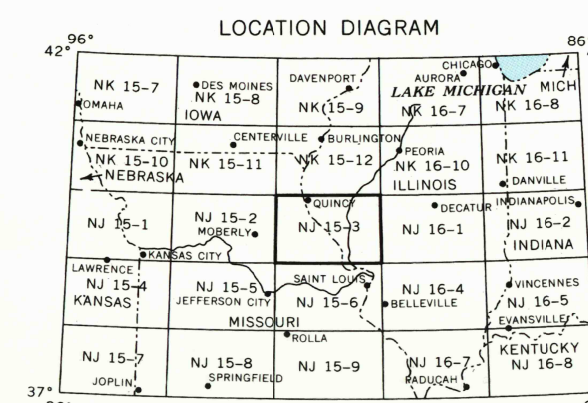 LOCATION DIAGRAM
42° 96°
86
NK 15-7
DES MOINES
NK 15-8
IOWA
DAVENPORT
NK 15-9
CHICAGO
AURORA
LAKE MICHIGAN
NK 16-7
MICH
NK 16-8
OMAHA
NEBRASKA CITY
NK 15-10
NEBRASKA
CENTERVILLE
NK 15-11
BURLINGTON
NK 15-12
PEORIA
NK 16-10
ILLINOIS
NK 16-11
DANVILLE
NJ 15-1
KANSAS CITY
NJ 15-2
MOBERLY
QUINCY
NJ 15-3
DECATUR
NJ 16-1
INDIANAPOLIS
NJ 16-2
INDIANA
LAWRENCE
NJ 15-4
KANSAS
NJ 15-5
JEFFERSON CITY
SAINT LOUIS
NJ 15-6
NJ 16-4
BELLEVILLE
VINCENNES
NJ 16-5
EVANSVILLE
MISSOURI
NJ 15-7
JOPLIN
NJ 15-8
SPRINGFIELD
ROLLA
NJ 15-9
NJ 16-7
PADUCAH
KENTUCKY
NJ 16-8
37°